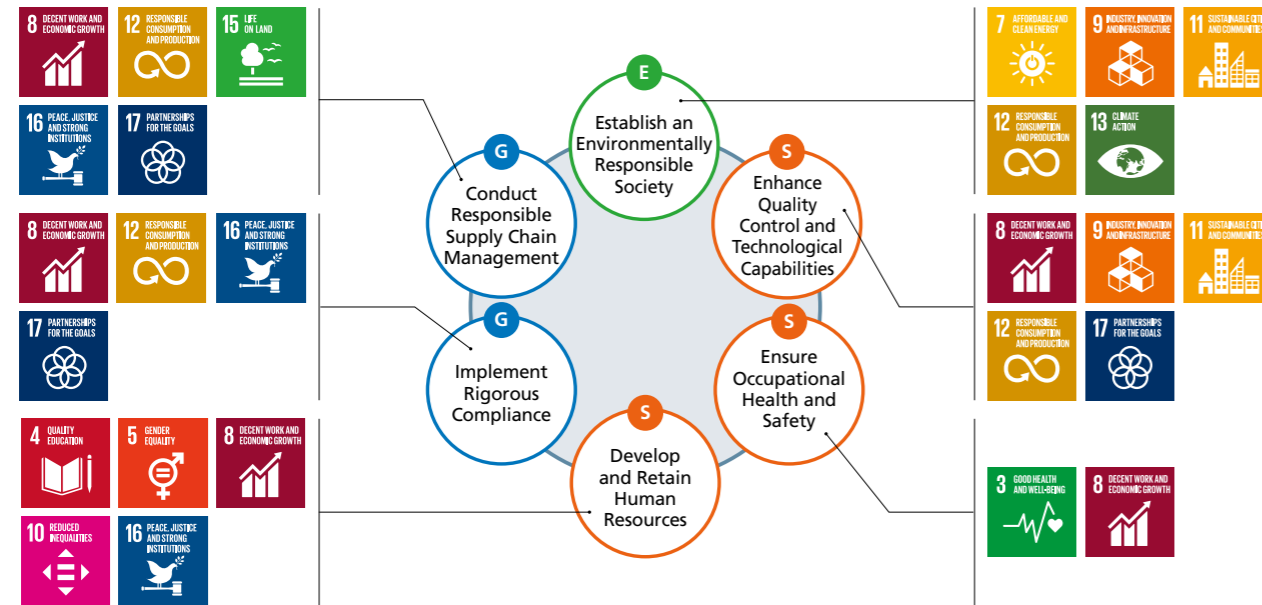 8 DECENT WORK AND
ECONOMIC GROWTH
12 RESPONSIBLE
CONSUMPTION
AND PRODUCTION
15 LIFE
ON LAND
16 PEACE, JUSTICE
AND STRONG
INSTITUTIONS
17 PARTNERSHIPS
FOR THE GOALS
8 DECENT WORK AND
ECONOMIC GROWTH
12 RESPONSIBLE
CONSUMPTION
AND PRODUCTION
16 PEACE, JUSTICE
AND STRONG
INSTITUTIONS
17 PARTNERSHIPS
FOR THE GOALS
4 QUALITY
EDUCATION
5 GENDER
EQUALITY
8 DECENT WORK AND
ECONOMIC GROWTH
10 REDUCED
INEQUALITIES
16 PEACE, JUSTICE
AND STRONG
INSTITUTIONS
E
Establish an
Environmentally
Responsible
Society
G
Conduct
Responsible
Supply Chain
Management
S
Enhance
Quality
Control and
Technological
Capabilities
G
Implement
Rigorous
Compliance
S
Ensure
Occupational
Health and
Safety
S
Develop
and Retain
Human
Resources
7 AFFORDABLE AND
CLEAN ENERGY
9 INDUSTRY, INNOVATION
AND INFRASTRUCTURE
11 SUSTAINABLE CIT
AND COMMUNITIES
12 RESPONSIBLE
CONSUMPTION
AND PRODUCTION
13 CLIMATE
ACTION
8 DECENT WORK AND
ECONOMIC GROWTH
9 INDUSTRY, INNOVATION
AND INFRASTRUCTURE
11 SUSTAINABLE CIT
AND COMMUNITIES
12 RESPONSIBLE
CONSUMPTION
AND PRODUCTION
17 PARTNERSHIPS
FOR THE GOALS
3 GOOD HEALTH
AND WELL-BEING
8 DECENT WORK AND
ECONOMIC GROWTH